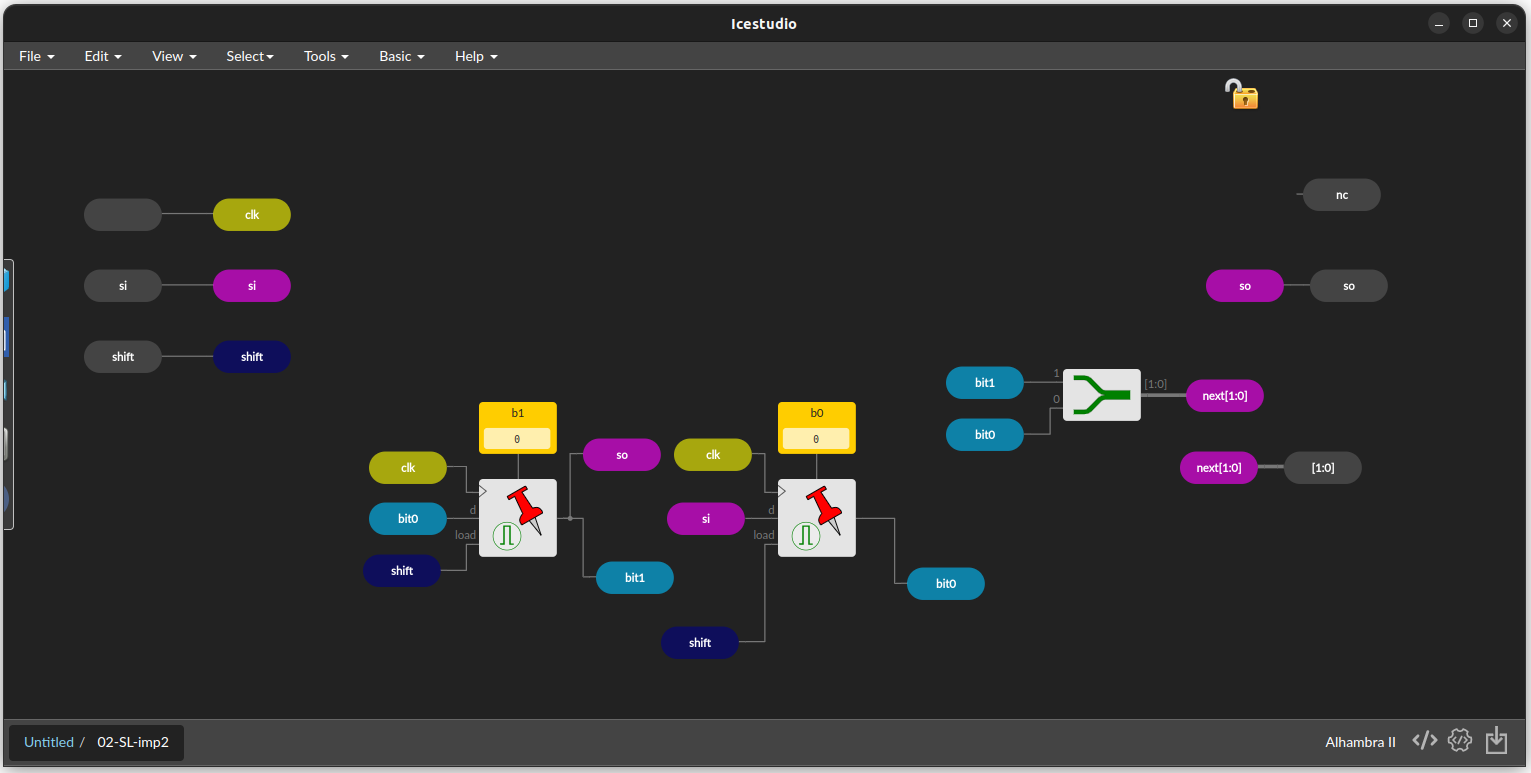 Icestudio
File Edit View Select Tools Basic Help
nc
clk
si si
so so
shift shift
bit1 1 [1:0] next[1:0]
0
bit0
b1 b0
0 0
clk so clk
next[1:0] [1:0]
bit0 d si d
load load
shift
bit1 bit0
shift
Untitled / 02-SL-imp2 Alhambra II